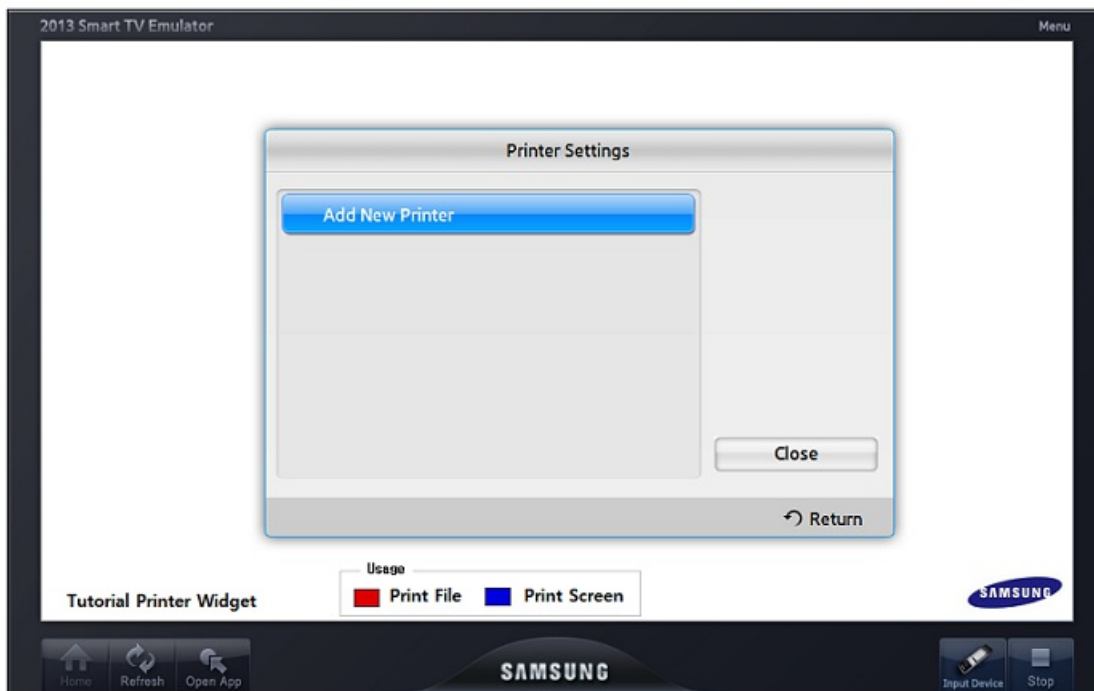 2013 Smart TV Emulator
Menu
Printer Settings
Add New Printer
Close
Return
Usage
Tutorial Printer Widget
Print File
Print Screen
SAMSUNG
Home
Refresh
Open App
SAMSUNG
Input Device
Stop